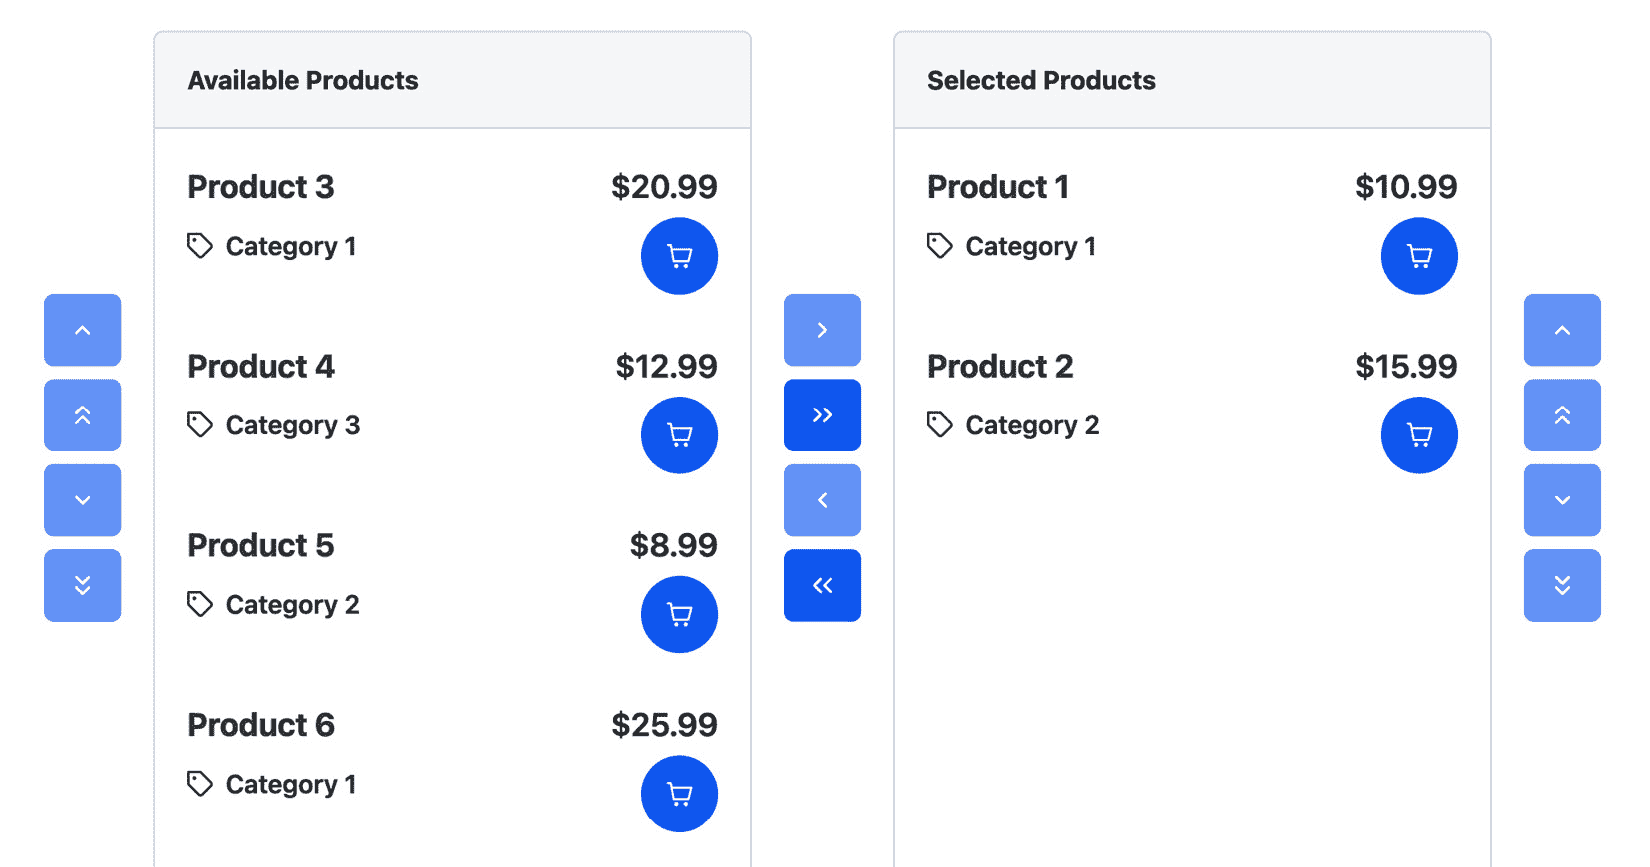 Available Products
Product 3 $20.99
Category 1
Product 4 $12.99
Category 3
Product 5 $8.99
Category 2
Product 6 $25.99
Category 1
Selected Products
Product 1 $10.99
Category 1
Product 2 $15.99
Category 2